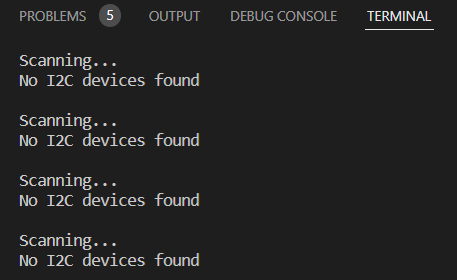 PROBLEMS 5 OUTPUT DEBUG CONSOLE TERMINAL
Scanning...
No I2C devices found
Scanning...
No I2C devices found
Scanning...
No I2C devices found
Scanning...
No I2C devices found